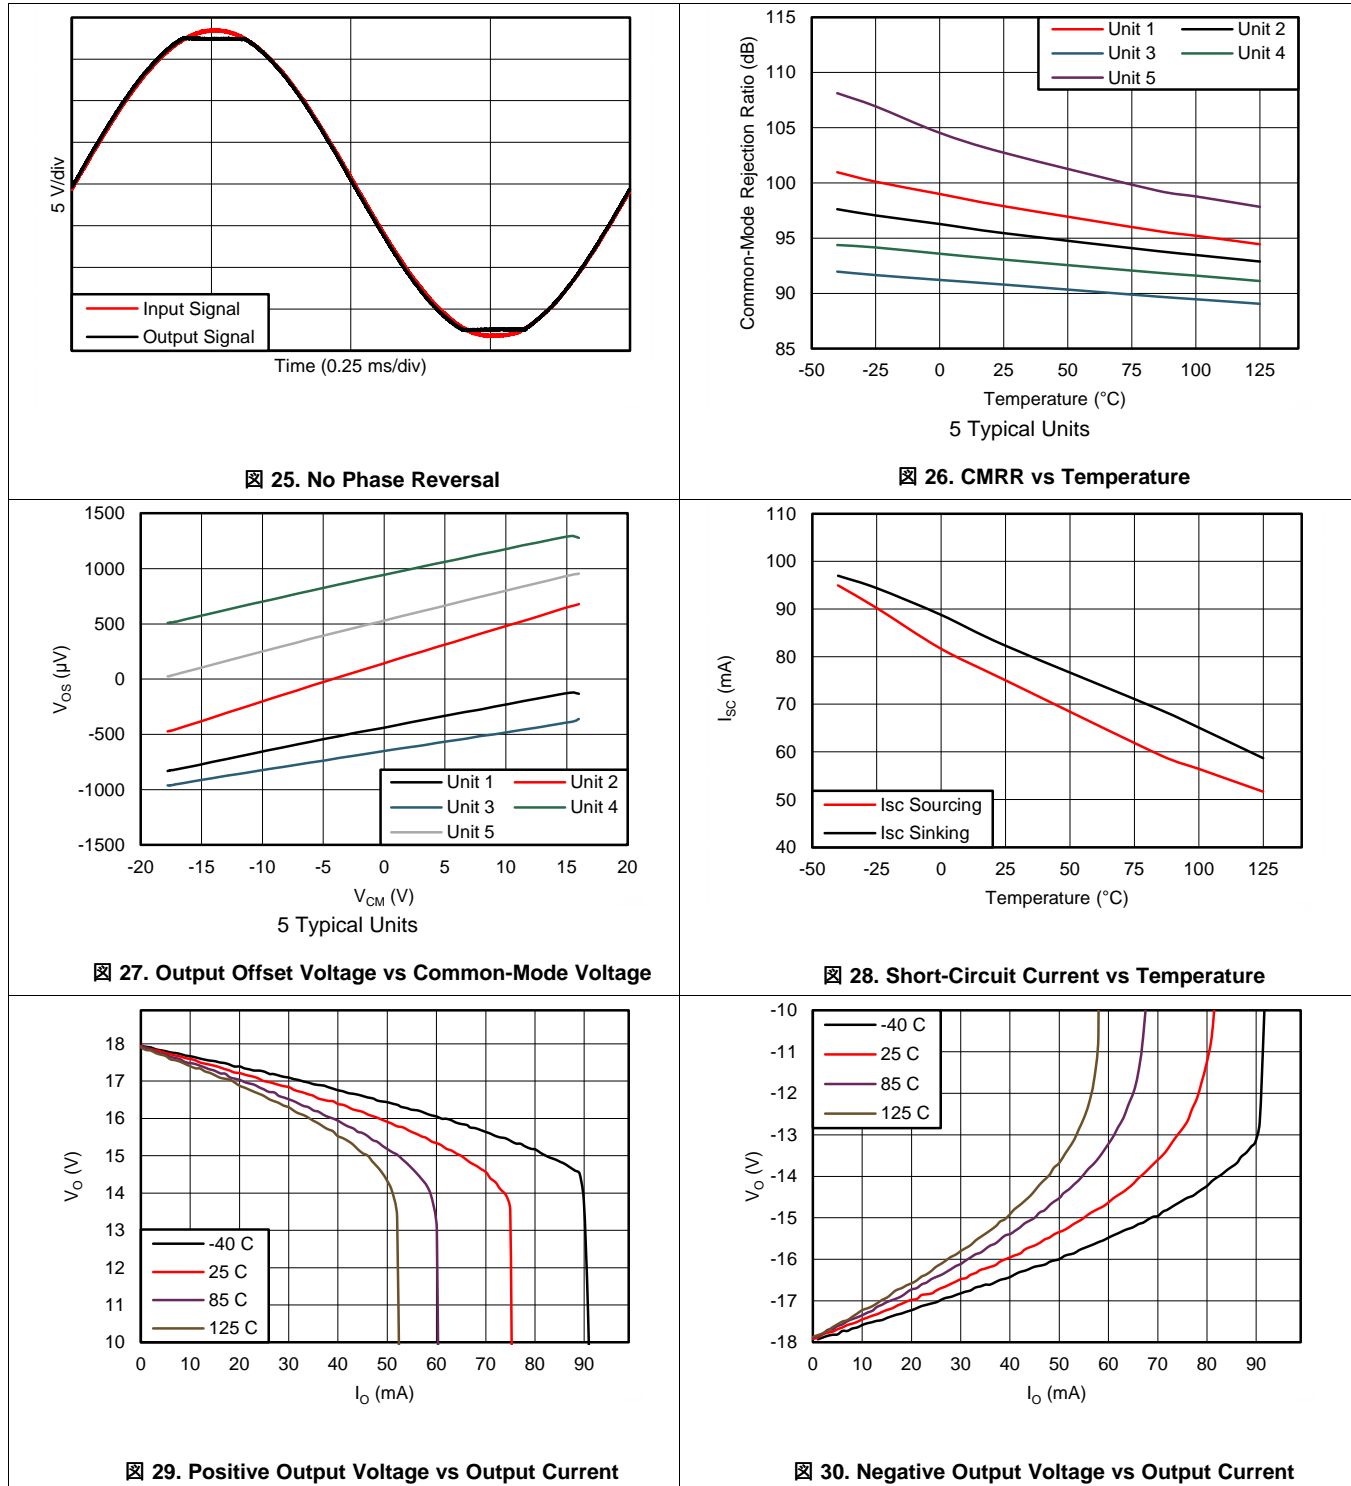 5 V/div
Input Signal
Output Signal
Time (0.25 ms/div)
図 25. No Phase Reversal
Common-Mode Rejection Ratio (dB)
115
110
105
100
95
90
85
-50 -25 0 25 50 75 100 125
Temperature (°C)
Unit 1 Unit 2
Unit 3 Unit 4
Unit 5
5 Typical Units
図 26. CMRR vs Temperature
VOS (µV)
1500
1000
500
0
-500
-1000
-1500
-20 -15 -10 -5 0 5 10 15 20
VCM (V)
Unit 1 Unit 2
Unit 3 Unit 4
Unit 5
5 Typical Units
図 27. Output Offset Voltage vs Common-Mode Voltage
ISC (mA)
110
100
90
80
70
60
50
40
-50 -25 0 25 50 75 100 125
Temperature (°C)
Isc Sourcing
Isc Sinking
図 28. Short-Circuit Current vs Temperature
VO (V)
18
17
16
15
14
13
12
11
10
0 10 20 30 40 50 60 70 80 90
IO (mA)
-40 C
25 C
85 C
125 C
図 29. Positive Output Voltage vs Output Current
VO (V)
-10
-11
-12
-13
-14
-15
-16
-17
-18
0 10 20 30 40 50 60 70 80 90
IO (mA)
-40 C
25 C
85 C
125 C
図 30. Negative Output Voltage vs Output Current